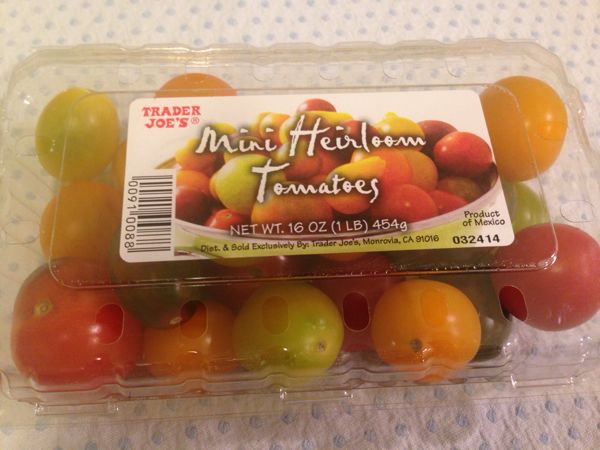 TRADER
JOE'S®
Mini Heirloom
Tomatoes
NET WT. 16 OZ (1 LB) 454g
Product
of Mexico
Dist. & Sold Exclusively By: Trader Joe's, Monrovia, CA 91016
032414
00910088